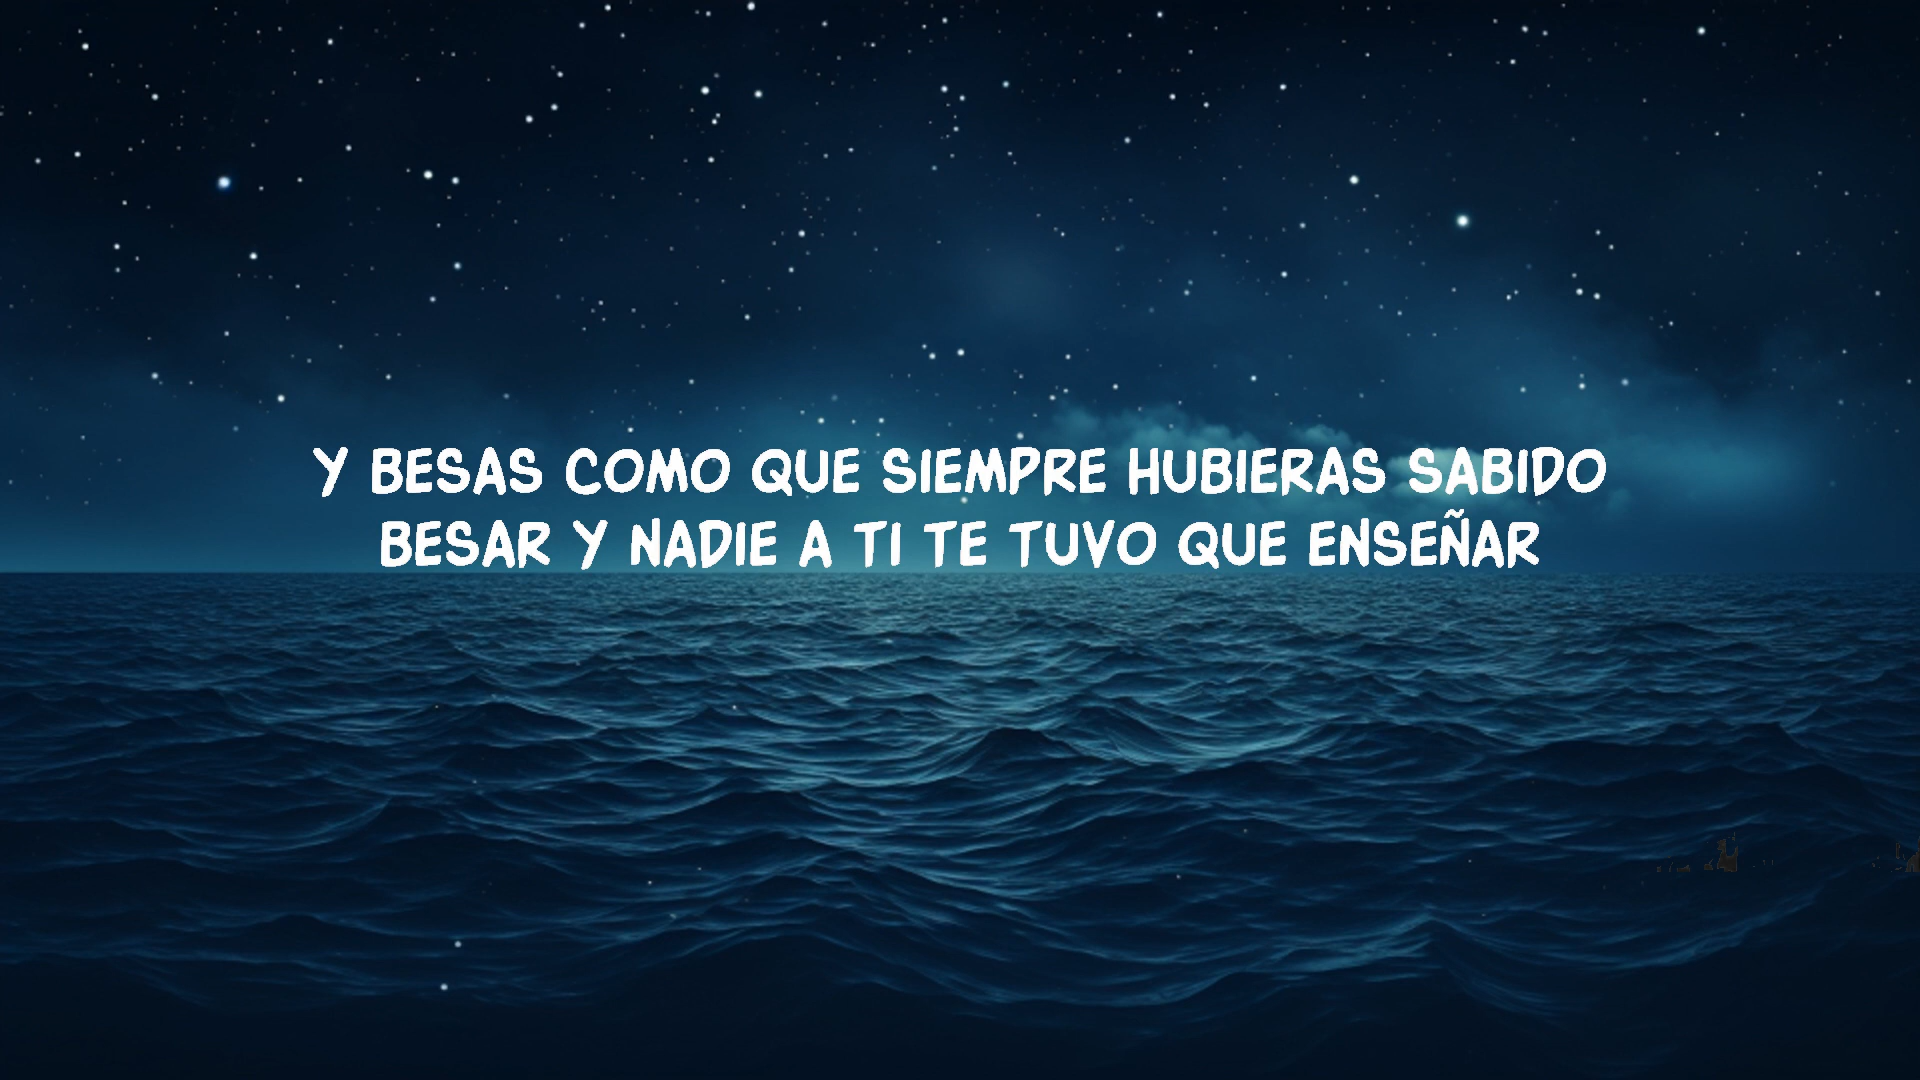 Y BESAS COMO QUE SIEMPRE HUBIERAS SABIDO
BESAR Y NADIE A TI TE TUVO QUE ENSEÑAR